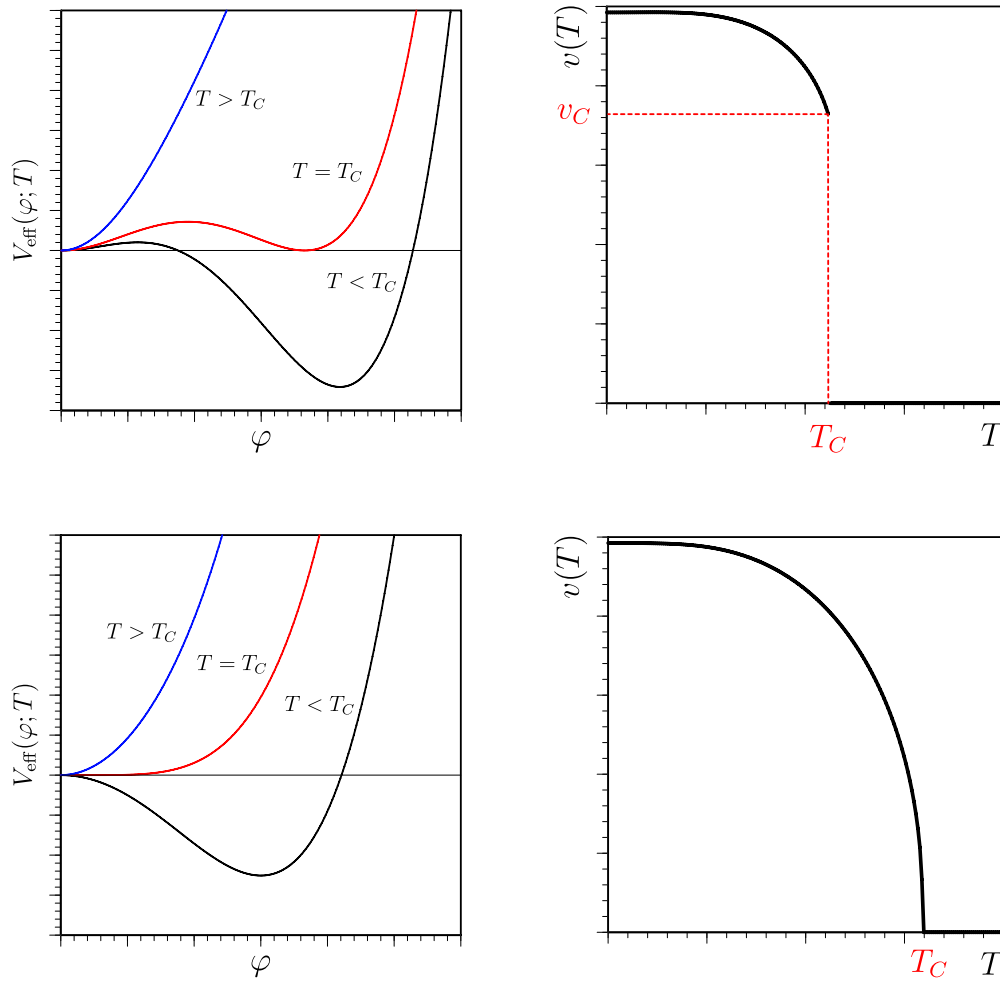 V_eff(φ; T)
T > T_C
T = T_C
T < T_C
φ
v(T)
v_C
T_C
T
V_eff(φ; T)
T > T_C
T = T_C
T < T_C
φ
v(T)
T_C
T